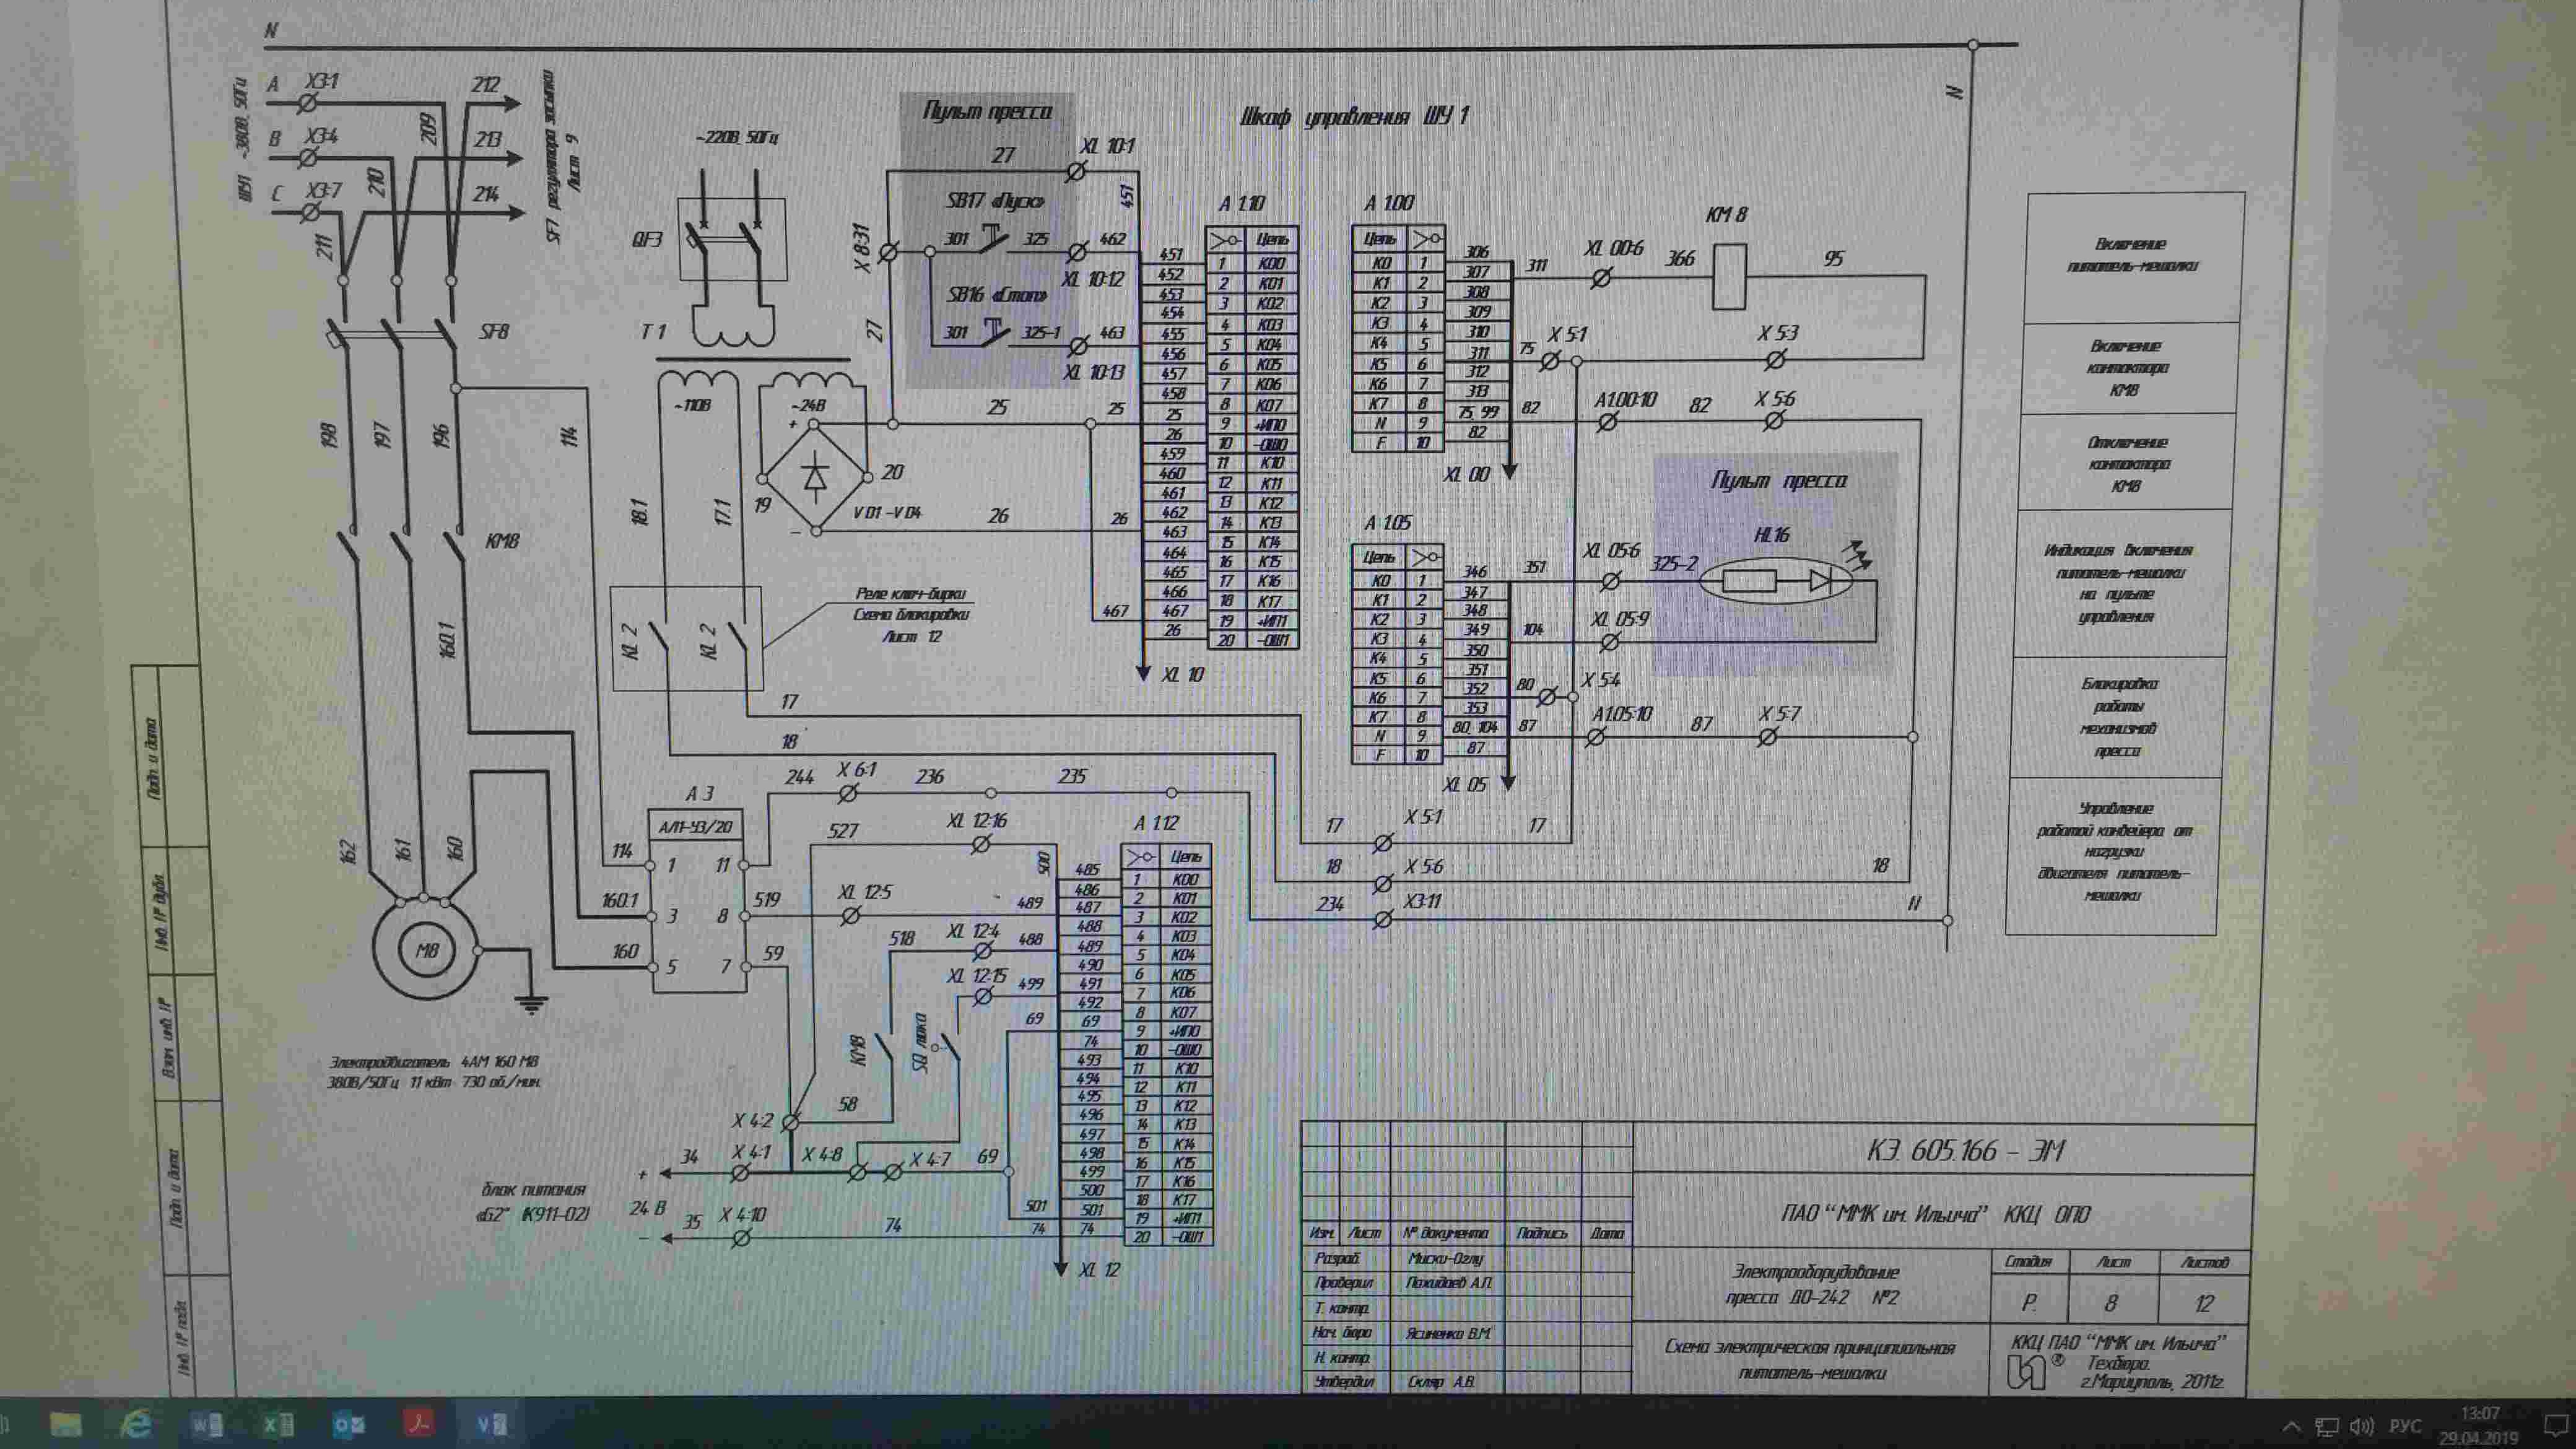 N
ШУ1 ~380В, 50Гц
A
X3:1
B
X3:4
C
X3:7
212
213
214
209
210
211
SF7 регулятора засыпки
Лист 9
SF8
198
197
196
114
KM8
160.1
162
161
160
M8
Электродвигатель 4АМ 160 М8
380В/50Гц 11 кВт 730 об./мин.
~220В, 50Гц
QF3
T 1
~110В
~24В
+
19
20
VD1 -VD4
-
18.1
17.1
KL 2
KL 2
Реле ключ-бирки
Схема блокировки
Лист 12
17
18
Пульт пресса
27
XL 10:1
451
SB17 «Пуск»
X 8:31
301
325
462
XL 10:12
SB16 «Стоп»
301
325-1
463
XL 10:13
27
25
25
26
26
467
Шкаф управления ШУ 1
A 1.10
Цепь
451
1 K00
452
2 K01
453
3 K02
454
4 K03
455
5 K04
456
6 K05
457
7 K06
458
8 K07
25
9 +ИП0
26
10 -ОШ0
459
11 K10
460
12 K11
461
13 K12
462
14 K13
463
15 K14
464
16 K15
465
17 K16
466
18 K17
467
19 +ИП1
26
20 -ОШ1
XL 10
A 1.00
Цепь
306
K0 1
307
K1 2
308
K2 3
309
K3 4
310
K4 5
311
K5 6
312
K6 7
313
K7 8
75, 99
N 9
82
F 10
XL 00
311
XL 00:6
366
KM 8
95
75
X 5:1
X 5:3
82
A1.00:10
82
X 5:6
A 1.05
Цепь
346
K0 1
347
K1 2
348
K2 3
349
K3 4
350
K4 5
351
K5 6
352
K6 7
353
K7 8
80, 104
N 9
87
F 10
XL 05
Пульт пресса
HL16
351
XL 05:6
325-2
104
XL 05:9
80
X 5:4
87
A1.05:10
87
X 5:7
17
X 5:1
17
18
X 5:6
18
234
X3:11
N
N
A 3
АЛ1-У3/20
114
1
11
160.1
3
8
160
5
7
244
X 6:1
236
235
527
XL 12:16
500
519
XL 12:5
489
518
XL 12:4
488
XL 12:15
499
59
KM8
SQ люка
69
58
X 4:2
34
X 4:1
X 4:8
X 4:7
69
+
24 В
-
35
X 4:10
74
501
74
блок питания
«Б2" (К911-02)
A 1.12
Цепь
485
1 K00
486
2 K01
487
3 K02
488
4 K03
489
5 K04
490
6 K05
491
7 K06
492
8 K07
69
9 +ИП0
74
10 -ОШ0
493
11 K10
494
12 K11
495
13 K12
496
14 K13
497
15 K14
498
16 K15
499
17 K16
500
18 K17
501
19 +ИП1
74
20 -ОШ1
XL 12
Включение
питатель-мешалки
Включение
контактора
КМ8
Отключение
контактора
КМ8
Индикация включения
питатель-мешалки
на пульте
управления
Блокировка
работы
механизмов
пресса
Управление
работой конвейера от
нагрузки
двигателя питатель-
мешалки
Подп. и дата
Инв. № дубл.
Взам. инв. №
Подп. и дата
Инв. № подл.
КЭ. 605.166 - ЭМ
ПАО "ММК им. Ильича" ККЦ ОПО
Изм. Лист № документа Подпись Дата
Разраб. Миски-Оглу
Проверил Пахидаев А.П.
Т. контр.
Нач. бюро Ясиненко В.М.
Н. контр.
Утвердил Скляр А.В.
Электрооборудование
пресса ДО-242 №2
Стадия Лист Листов
Р. 8 12
Схема электрическая принципиальная
питатель-мешалки
ККЦ ПАО "ММК им. Ильича"
Техбюро.
г.Мариуполь, 2011г.
РУС
13:07
29.04.2019